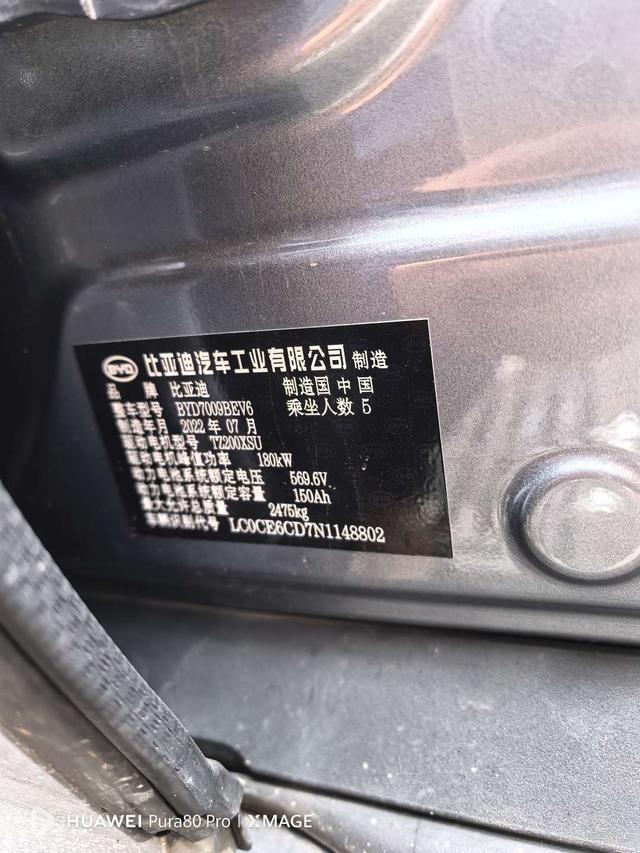 BYD 比亚迪汽车工业有限公司 制造
品牌 比亚迪 制造国 中国
整车型号 BYD7009BEV6 乘坐人数 5
制造年月 2022 年 07 月
驱动电机型号 TZ200XSU
驱动电机峰值功率 180kW
动力电池系统额定电压 569.6V
动力电池系统额定容量 150Ah
最大允许总质量 2475kg
车辆识别代号 LC0CE6CD7N1148802
HUAWEI Pura80 Pro | XMAGE